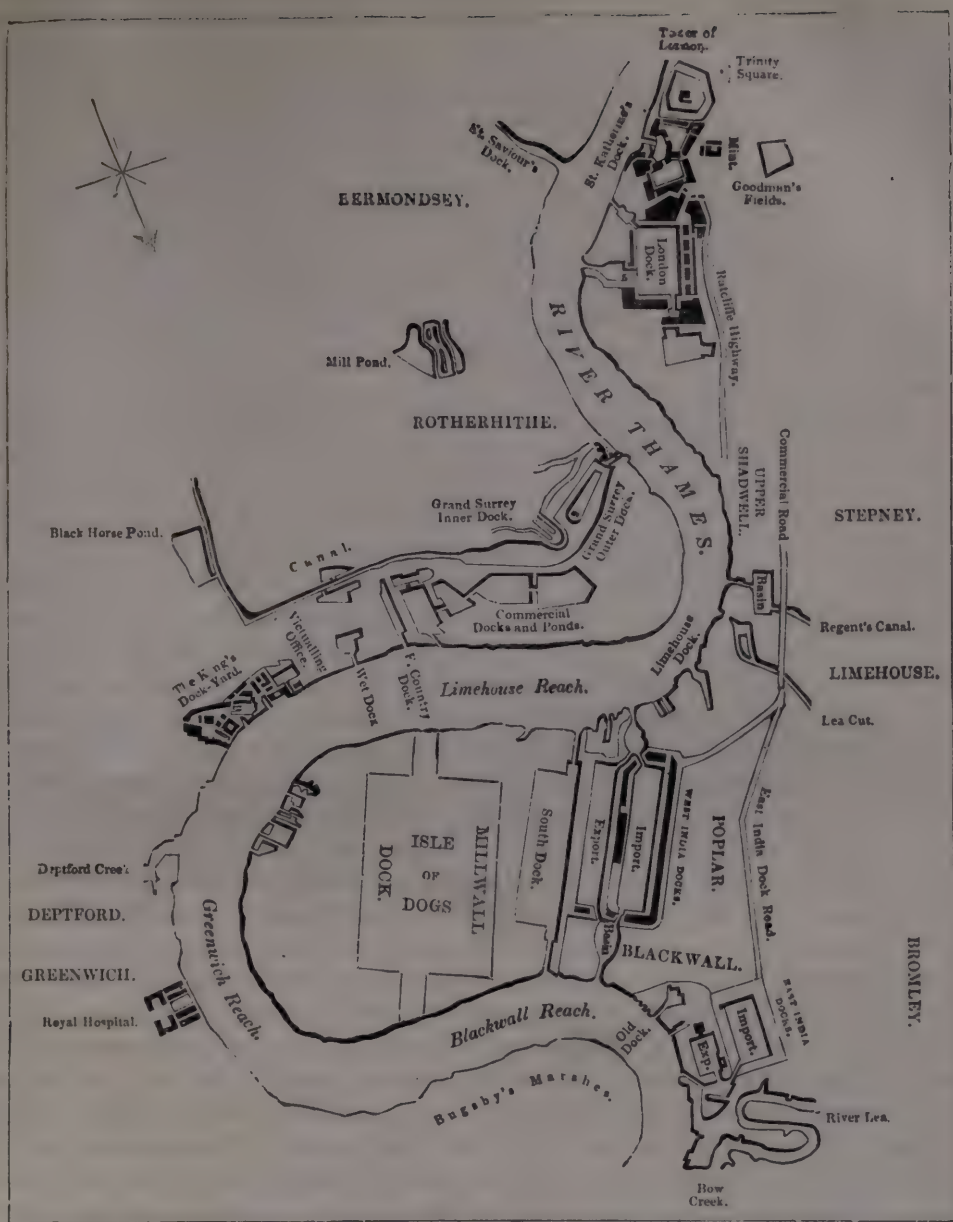 Tower of
London.
Trinity
Square.
St. Saviour's
Dock.
St. Katherine's
Dock.
Mint.
Goodman's
Fields.
BERMONDSEY.
London
Dock.
Ratcliffe Highway.
RIVER THAMES.
Mill Pond.
ROTHERHITHE.
Commercial Road
UPPER
SHADWELL.
STEPNEY.
Grand Surrey
Inner Dock.
Grand Surrey
Outer Dock.
Black Horse Pond.
Canal.
Basin
Commercial
Docks and Ponds.
Regent's Canal.
Victualling
Office.
The King's
Dock-Yard.
Wet Dock
E. Country
Dock.
Limehouse Reach.
Limehouse
Dock.
LIMEHOUSE.
Lea Cut.
ISLE
OF
DOGS
MILLWALL
DOCK.
South Dock.
Export.
Import.
WEST INDIA DOCKS.
POPLAR.
East India Dock Road.
Basin
BLACKWALL.
BROMLEY.
Deptford Creek
DEPTFORD.
Greenwich Reach.
GREENWICH.
Royal Hospital.
Blackwall Reach.
Old
Dock.
Exp.
Import.
EAST INDIA
DOCKS.
Bugsby's Marshes.
River Lea.
Bow
Creek.